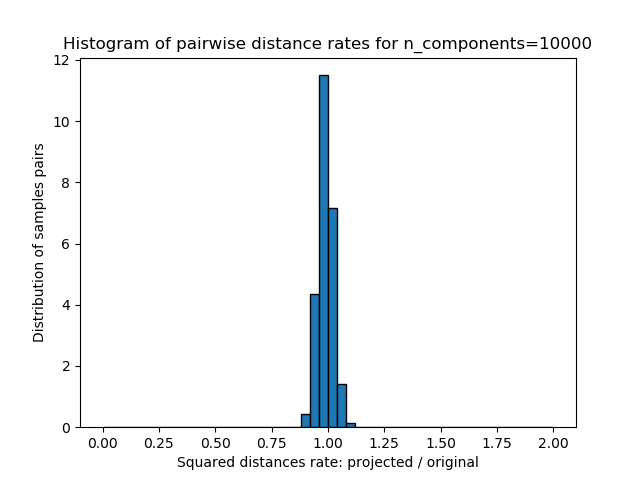 Histogram of pairwise distance rates for n_components=10000
12
10
8
6
4
2
0
Distribution of samples pairs
0.00 0.25 0.50 0.75 1.00 1.25 1.50 1.75 2.00
Squared distances rate: projected / original